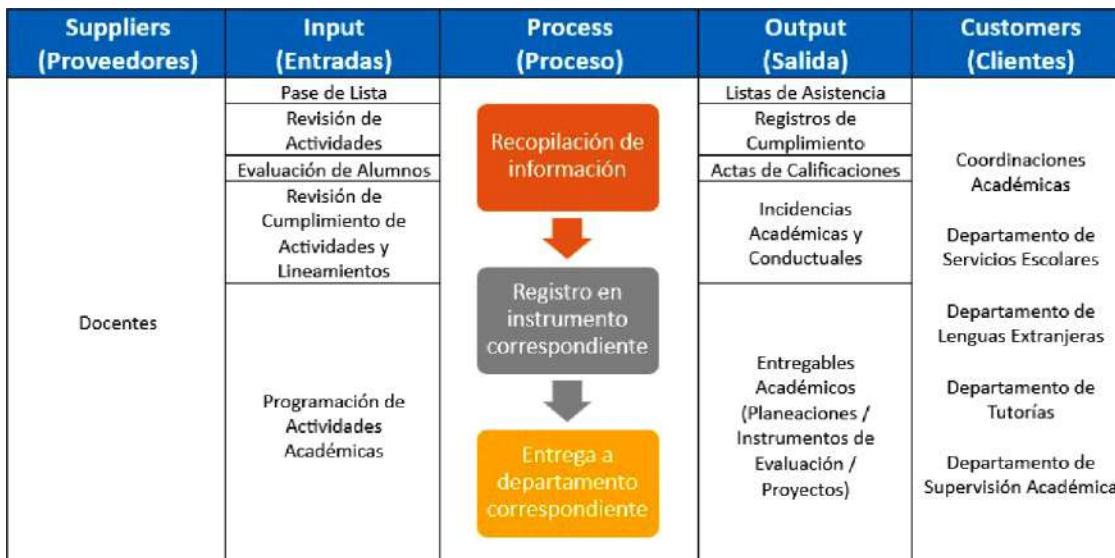 Suppliers
(Proveedores)
Input
(Entradas)
Process
(Proceso)
Output
(Salida)
Customers
(Clientes)
Docentes
Pase de Lista
Revisión de
Actividades
Evaluación de Alumnos
Revisión de
Cumplimiento de
Actividades y
Lineamientos
Programación de
Actividades
Académicas
Recopilación de
información
Registro en
instrumento
correspondiente
Entrega a
departamento
correspondiente
Listas de Asistencia
Registros de
Cumplimiento
Actas de Calificaciones
Incidencias
Académicas y
Conductuales
Entregables
Académicos
(Planeaciones /
Instrumentos de
Evaluación /
Proyectos)
Coordinaciones
Académicas
Departamento de
Servicios Escolares
Departamento de
Lenguas Extranjeras
Departamento de
Tutorías
Departamento de
Supervisión Académica